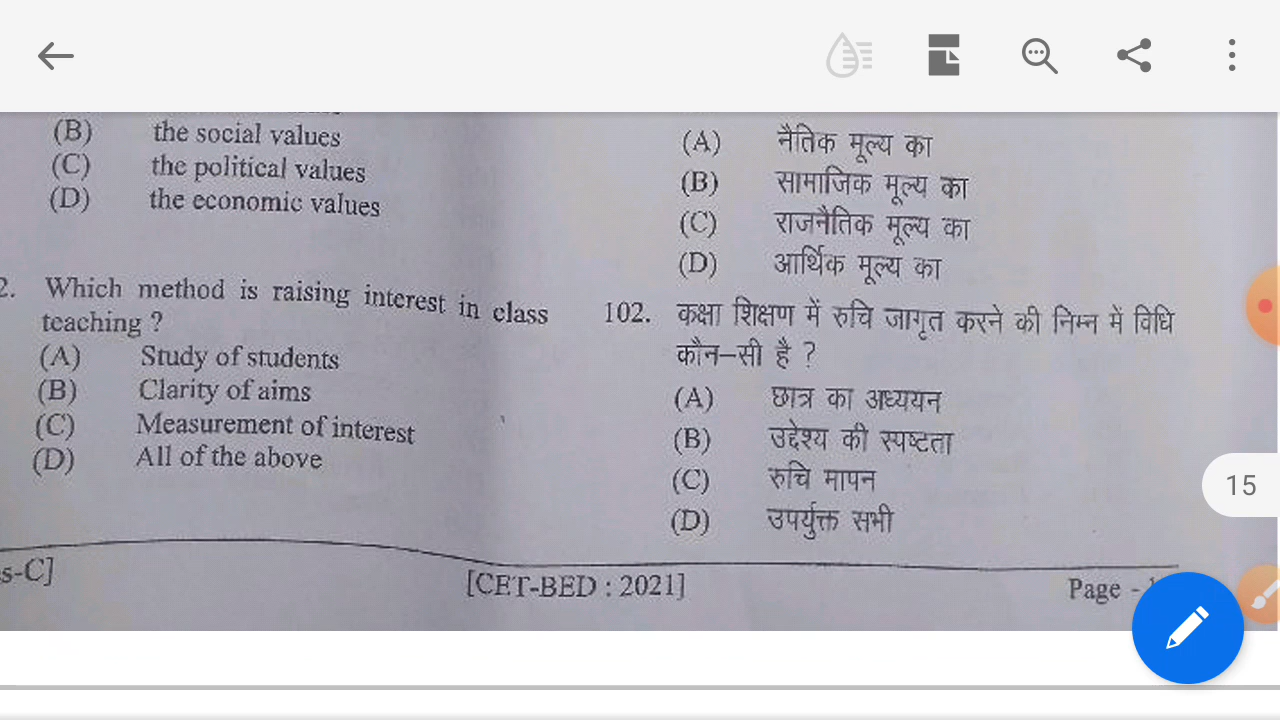 (B) the social values
(C) the political values
(D) the economic values
2. Which method is raising interest in class
teaching ?
(A) Study of students
(B) Clarity of aims
(C) Measurement of interest
(D) All of the above
(A) नैतिक मूल्य का
(B) सामाजिक मूल्य का
(C) राजनैतिक मूल्य का
(D) आर्थिक मूल्य का
102. कक्षा शिक्षण में रुचि जागृत करने की निम्न में विधि
कौन–सी है ?
(A) छात्र का अध्ययन
(B) उद्देश्य की स्पष्टता
(C) रुचि मापन
(D) उपर्युक्त सभी
15
s-C] [CET-BED : 2021] Page -